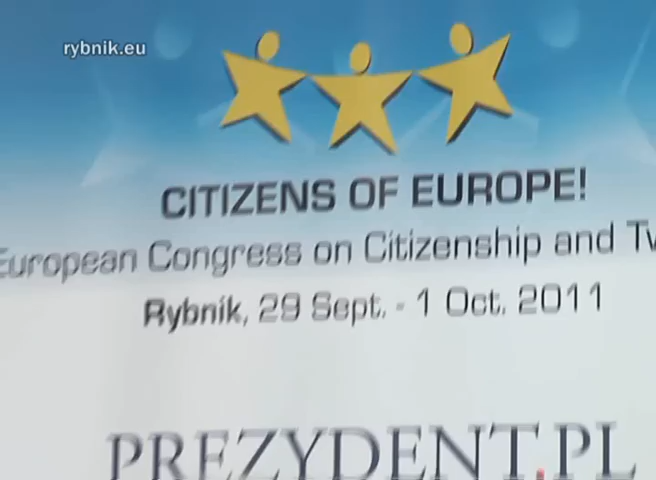 rybnik.eu
CITIZENS OF EUROPE!
European Congress on Citizenship and
Rybnik, 29 Sept. - 1 Oct. 2011
PREZYDENT.PL